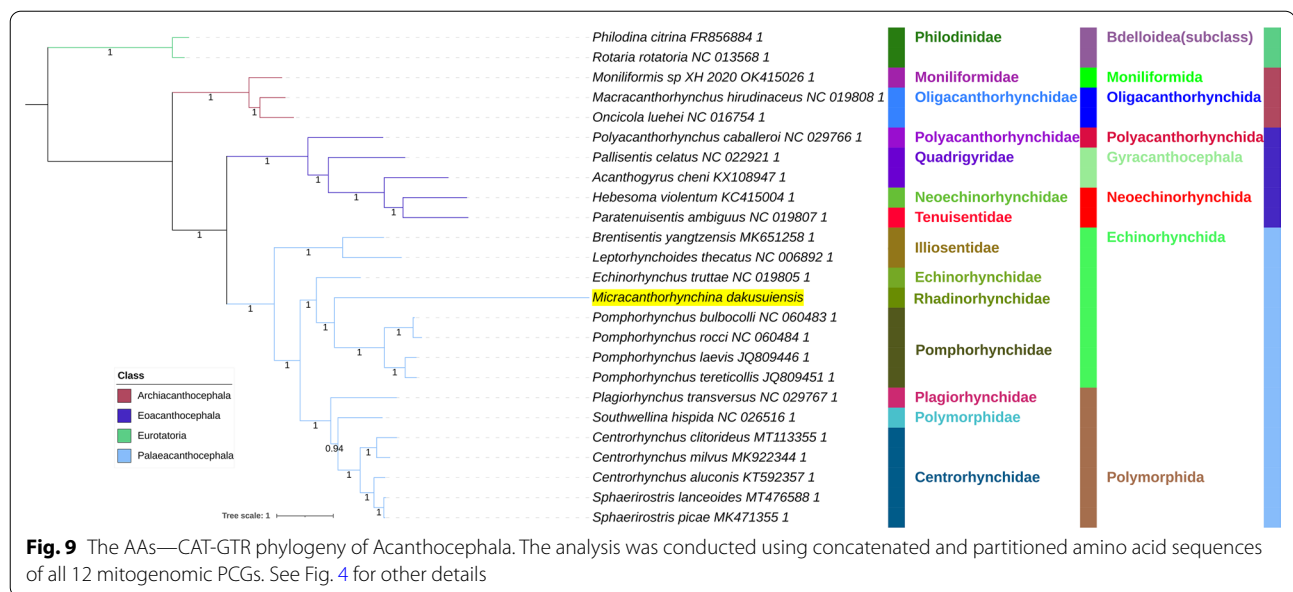 Philodina citrina FR856884 1 Philodinidae Bdelloidea(subclass)
1
Rotaria rotatoria NC 013568 1
Moniliformis sp XH 2020 OK415026 1 Moniliformidae Moniliformida
1
Macracanthorhynchus hirudinaceus NC 019808 1 Oligacanthorhynchidae Oligacanthorhynchida
1
Oncicola luehei NC 016754 1
Polyacanthorhynchus caballeroi NC 029766 1 Polyacanthorhynchidae Polyacanthorhynchida
1
Pallisentis celatus NC 022921 1 Quadrigyridae Gyracanthocephala
1
Acanthogyrus cheni KX108947 1
1
Hebesoma violentum KC415004 1 Neoechinorhynchidae Neoechinorhynchida
1
Paratenuisentis ambiguus NC 019807 1 Tenuisentidae
1
Brentisentis yangtzensis MK651258 1 Illiosentidae Echinorhynchida
1
Leptorhynchoides thecatus NC 006892 1
Echinorhynchus truttae NC 019805 1 Echinorhynchidae
1
Micracanthorhynchina dakusuiensis Rhadinorhynchidae
1
1
Pomphorhynchus bulbocolli NC 060483 1
1
1
Pomphorhynchus rocci NC 060484 1
1
Pomphorhynchidae
Pomphorhynchus laevis JQ809446 1
1
1
Pomphorhynchus tereticollis JQ809451 1
Plagiorhynchus transversus NC 029767 1 Plagiorhynchidae
Southwellina hispida NC 026516 1 Polymorphidae
1
Centrorhynchus clitorideus MT113355 1
0.94
1
Centrorhynchus milvus MK922344 1
1
Centrorhynchus aluconis KT592357 1 Centrorhynchidae Polymorphida
1
Sphaerirostris lanceoides MT476588 1
1
Sphaerirostris picae MK471355 1
Class
Archiacanthocephala
Eoacanthocephala
Eurotatoria
Palaeacanthocephala
Tree scale: 1
Fig. 9 The AAs—CAT-GTR phylogeny of Acanthocephala. The analysis was conducted using concatenated and partitioned amino acid sequences
of all 12 mitogenomic PCGs. See Fig. 4 for other details